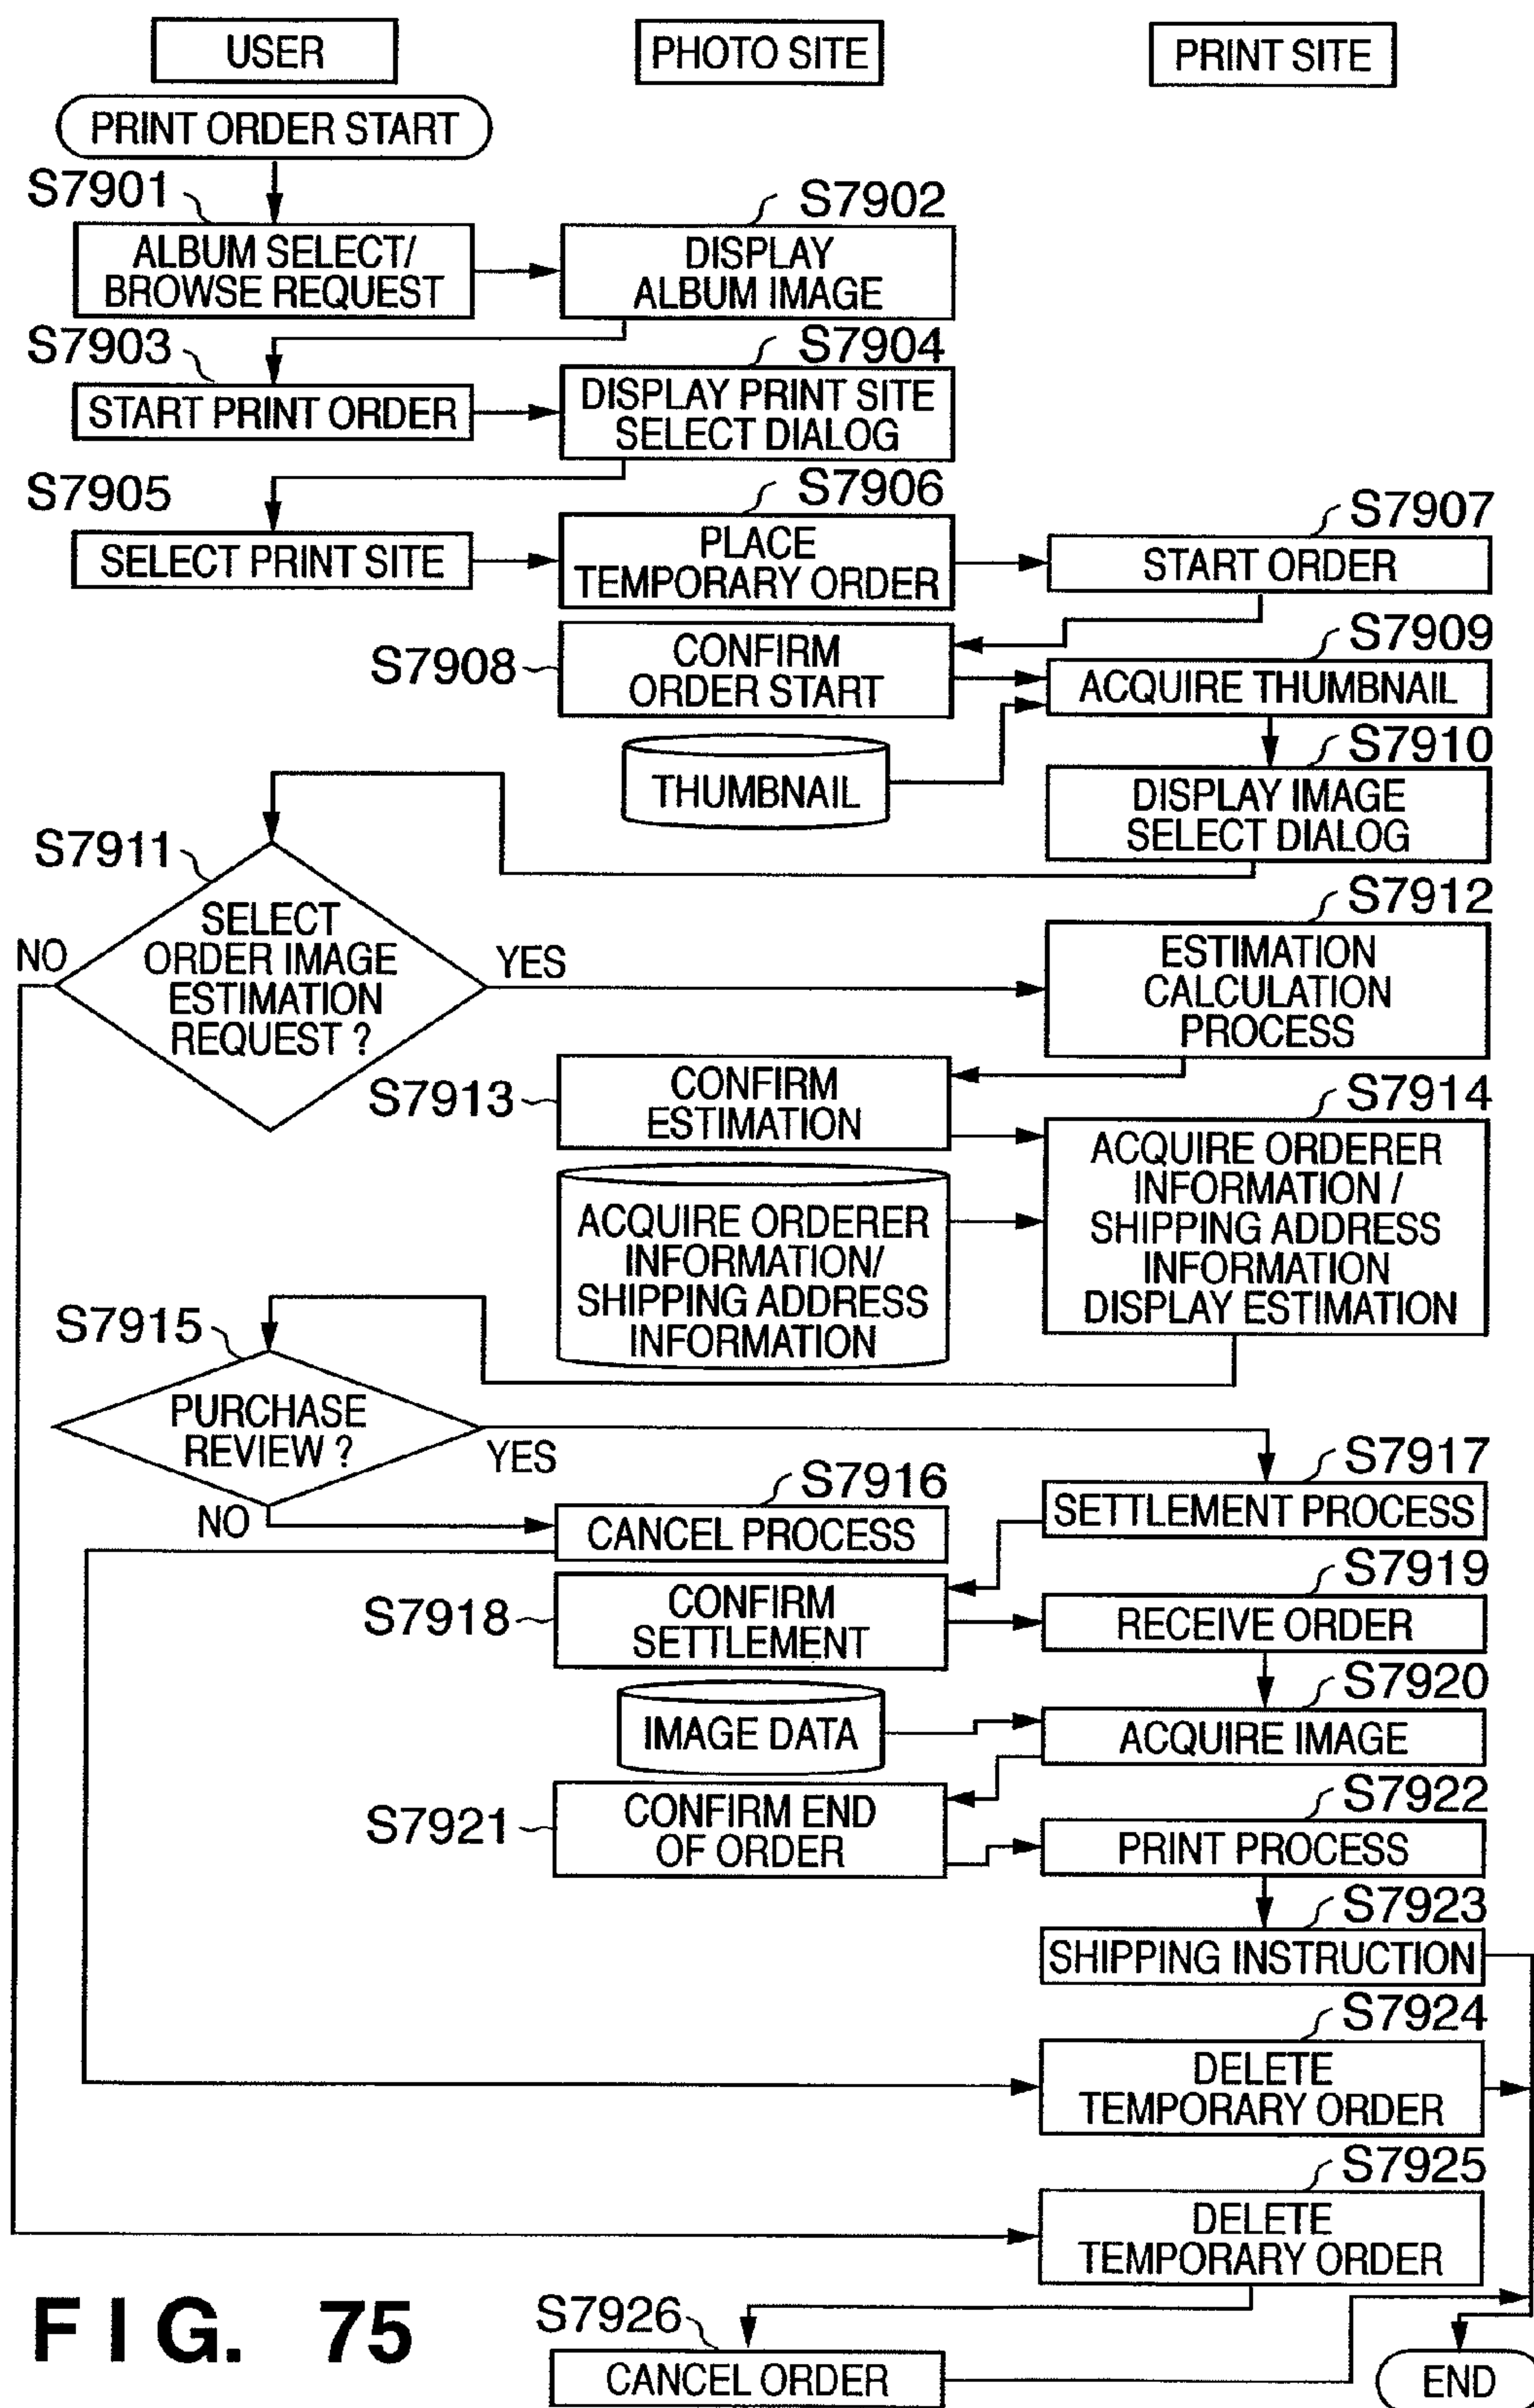 USER
PHOTO SITE
PRINT SITE
PRINT ORDER START
S7901
ALBUM SELECT/
BROWSE REQUEST
S7902
DISPLAY
ALBUM IMAGE
S7903
START PRINT ORDER
S7904
DISPLAY PRINT SITE
SELECT DIALOG
S7905
SELECT PRINT SITE
S7906
PLACE
TEMPORARY ORDER
S7907
START ORDER
S7908
CONFIRM
ORDER START
S7909
ACQUIRE THUMBNAIL
THUMBNAIL
S7910
DISPLAY IMAGE
SELECT DIALOG
S7911
SELECT
ORDER IMAGE
ESTIMATION
REQUEST ?
NO
YES
S7912
ESTIMATION
CALCULATION
PROCESS
S7913
CONFIRM
ESTIMATION
S7914
ACQUIRE ORDERER
INFORMATION /
SHIPPING ADDRESS
INFORMATION
DISPLAY ESTIMATION
ACQUIRE ORDERER
INFORMATION/
SHIPPING ADDRESS
INFORMATION
S7915
PURCHASE
REVIEW ?
YES
NO
S7916
CANCEL PROCESS
S7917
SETTLEMENT PROCESS
S7918
CONFIRM
SETTLEMENT
S7919
RECEIVE ORDER
IMAGE DATA
S7920
ACQUIRE IMAGE
S7921
CONFIRM END
OF ORDER
S7922
PRINT PROCESS
S7923
SHIPPING INSTRUCTION
S7924
DELETE
TEMPORARY ORDER
S7925
DELETE
TEMPORARY ORDER
S7926
CANCEL ORDER
END
FIG. 75